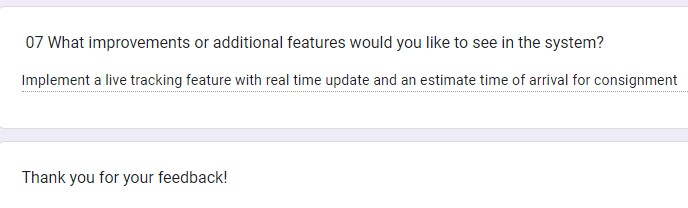 07 What improvements or additional features would you like to see in the system?
Implement a live tracking feature with real time update and an estimate time of arrival for consignment
Thank you for your feedback!